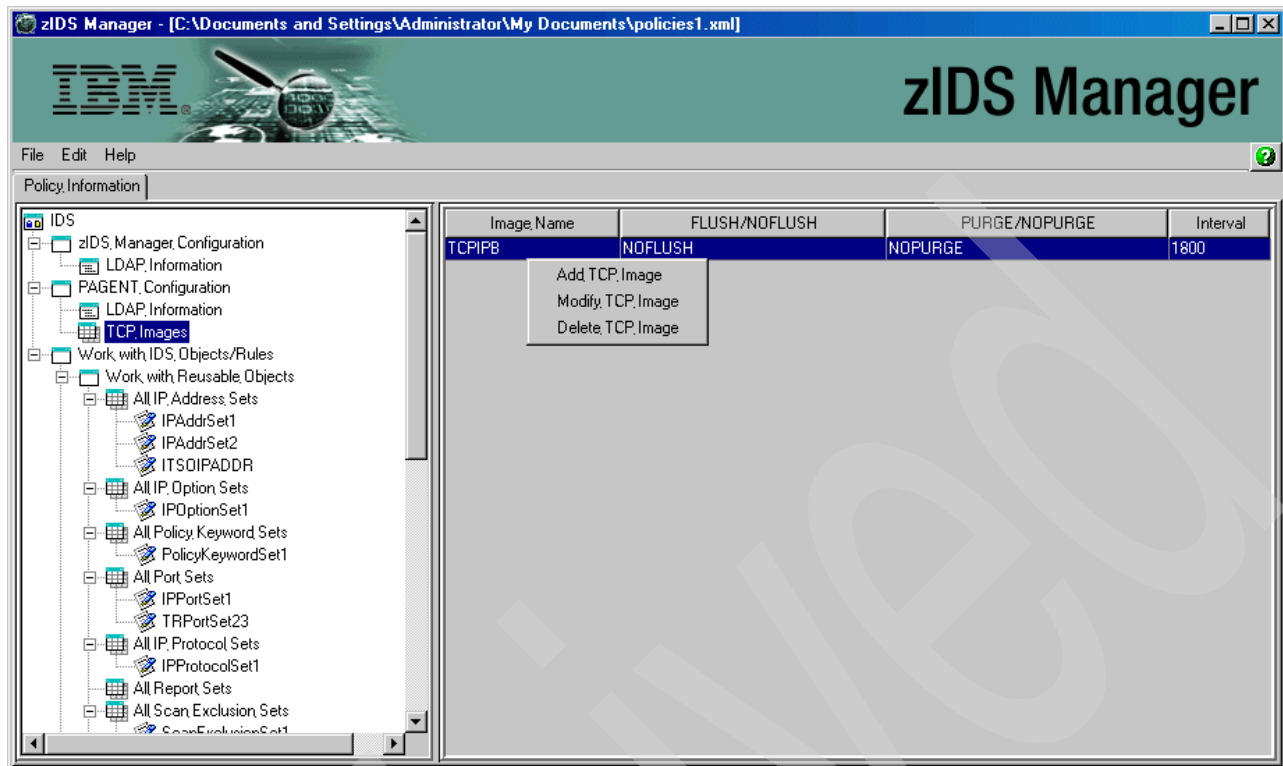 zIDS Manager - [C:\Documents and Settings\Administrator\My Documents\policies1.xml]
IBM®
zIDS Manager
File Edit Help
Policy Information
IDS
zIDS Manager Configuration
LDAP Information
PAGENT Configuration
LDAP Information
TCP Images
Work with IDS Objects/Rules
Work with Reusable Objects
All IP Address Sets
IPAddrSet1
IPAddrSet2
ITSOIPADDR
All IP Option Sets
IPOptionSet1
All Policy Keyword Sets
PolicyKeywordSet1
All Port Sets
IPPortSet1
TRPortSet23
All IP Protocol Sets
IPProtocolSet1
All Report Sets
All Scan Exclusion Sets
ScanExclusionSet1
Image Name FLUSH/NOFLUSH PURGE/NOPURGE Interval
TCPIPB NOFLUSH NOPURGE 1800
Add TCP Image
Modify TCP Image
Delete TCP Image